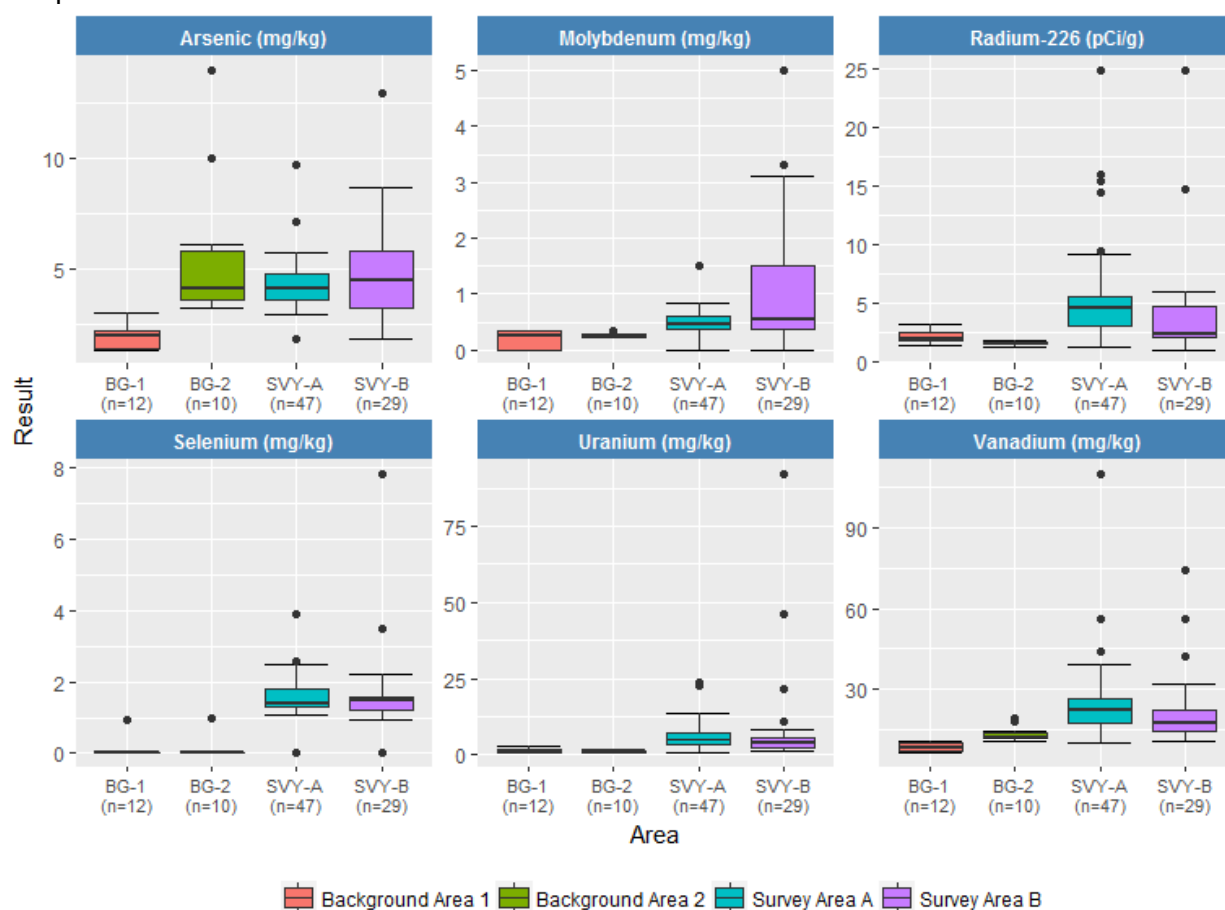 Arsenic (mg/kg)
Molybdenum (mg/kg)
Radium-226 (pCi/g)
10
5
5
4
3
2
1
0
25
20
15
10
5
0
BG-1 BG-2 SVY-A SVY-B
(n=12) (n=10) (n=47) (n=29)
BG-1 BG-2 SVY-A SVY-B
(n=12) (n=10) (n=47) (n=29)
BG-1 BG-2 SVY-A SVY-B
(n=12) (n=10) (n=47) (n=29)
Result
Selenium (mg/kg)
Uranium (mg/kg)
Vanadium (mg/kg)
8
6
4
2
0
75
50
25
0
90
60
30
BG-1 BG-2 SVY-A SVY-B
(n=12) (n=10) (n=47) (n=29)
BG-1 BG-2 SVY-A SVY-B
(n=12) (n=10) (n=47) (n=29)
BG-1 BG-2 SVY-A SVY-B
(n=12) (n=10) (n=47) (n=29)
Area
Background Area 1 Background Area 2 Survey Area A Survey Area B